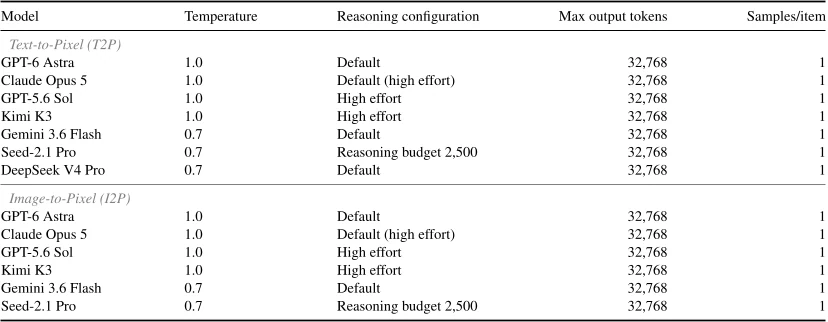 Model Temperature Reasoning configuration Max output tokens Samples/item
Text-to-Pixel (T2P)
GPT-6 Astra 1.0 Default 32,768 1
Claude Opus 5 1.0 Default (high effort) 32,768 1
GPT-5.6 Sol 1.0 High effort 32,768 1
Kimi K3 1.0 High effort 32,768 1
Gemini 3.6 Flash 0.7 Default 32,768 1
Seed-2.1 Pro 0.7 Reasoning budget 2,500 32,768 1
DeepSeek V4 Pro 0.7 Default 32,768 1
Image-to-Pixel (I2P)
GPT-6 Astra 1.0 Default 32,768 1
Claude Opus 5 1.0 Default (high effort) 32,768 1
GPT-5.6 Sol 1.0 High effort 32,768 1
Kimi K3 1.0 High effort 32,768 1
Gemini 3.6 Flash 0.7 Default 32,768 1
Seed-2.1 Pro 0.7 Reasoning budget 2,500 32,768 1